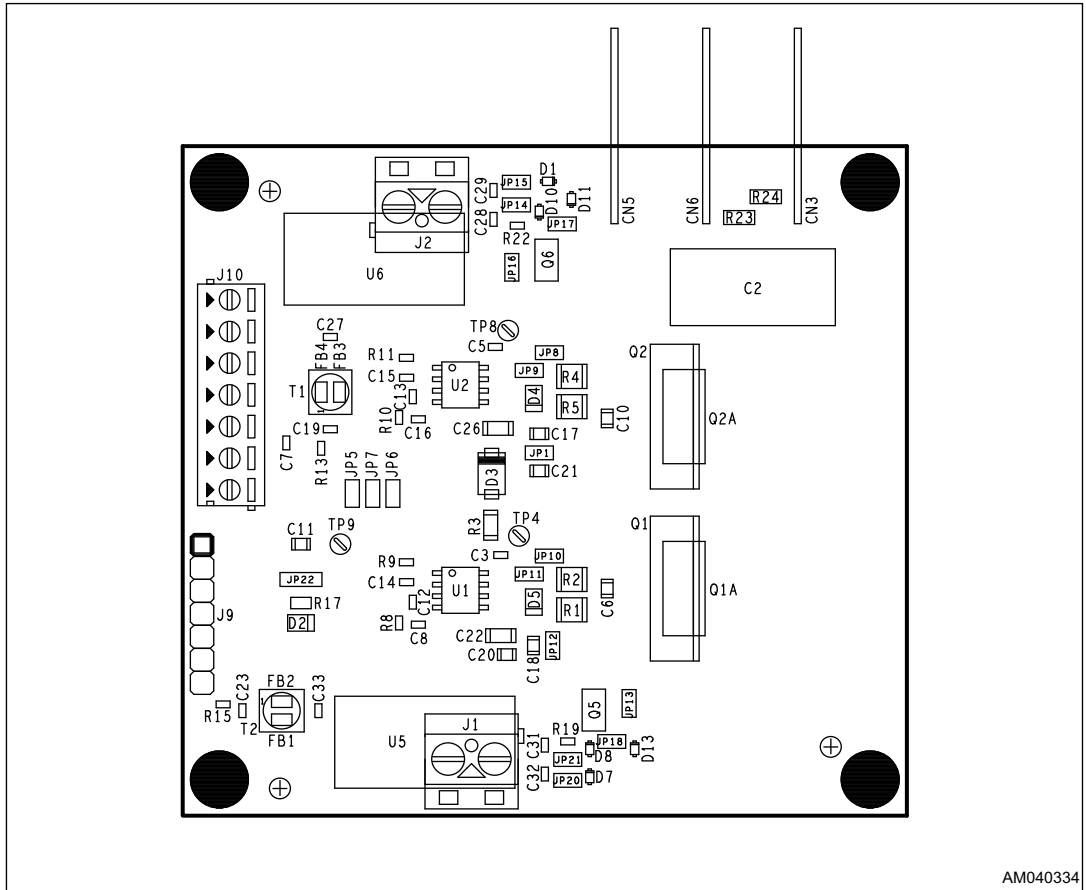 D1
C29
JP15
D11
JP14
D10
C28
JP17
R22
J2
U6
JP16
Q6
CN5
CN6
CN3
R24
R23
C2
J10
TP8
C27
C5
FB4
FB3
R11
C15
C13
T1
1
R10
C16
C19
C7
R13
U2
JP8
JP9
D4
R4
R5
C10
Q2
Q2A
C26
C17
JP1
C21
D3
JP5
JP7
JP6
R3
TP4
TP9
C11
C3
JP10
R9
C14
U1
JP11
D5
R2
R1
C6
Q1
Q1A
JP22
R17
D2
J9
C12
R8
C8
C22
C20
C18
JP12
C23
FB2
C33
R15
1
T2
FB1
U5
J1
Q5
JP13
C31
R19
JP18
D8
D13
C32
JP21
JP20
D7
AM040334